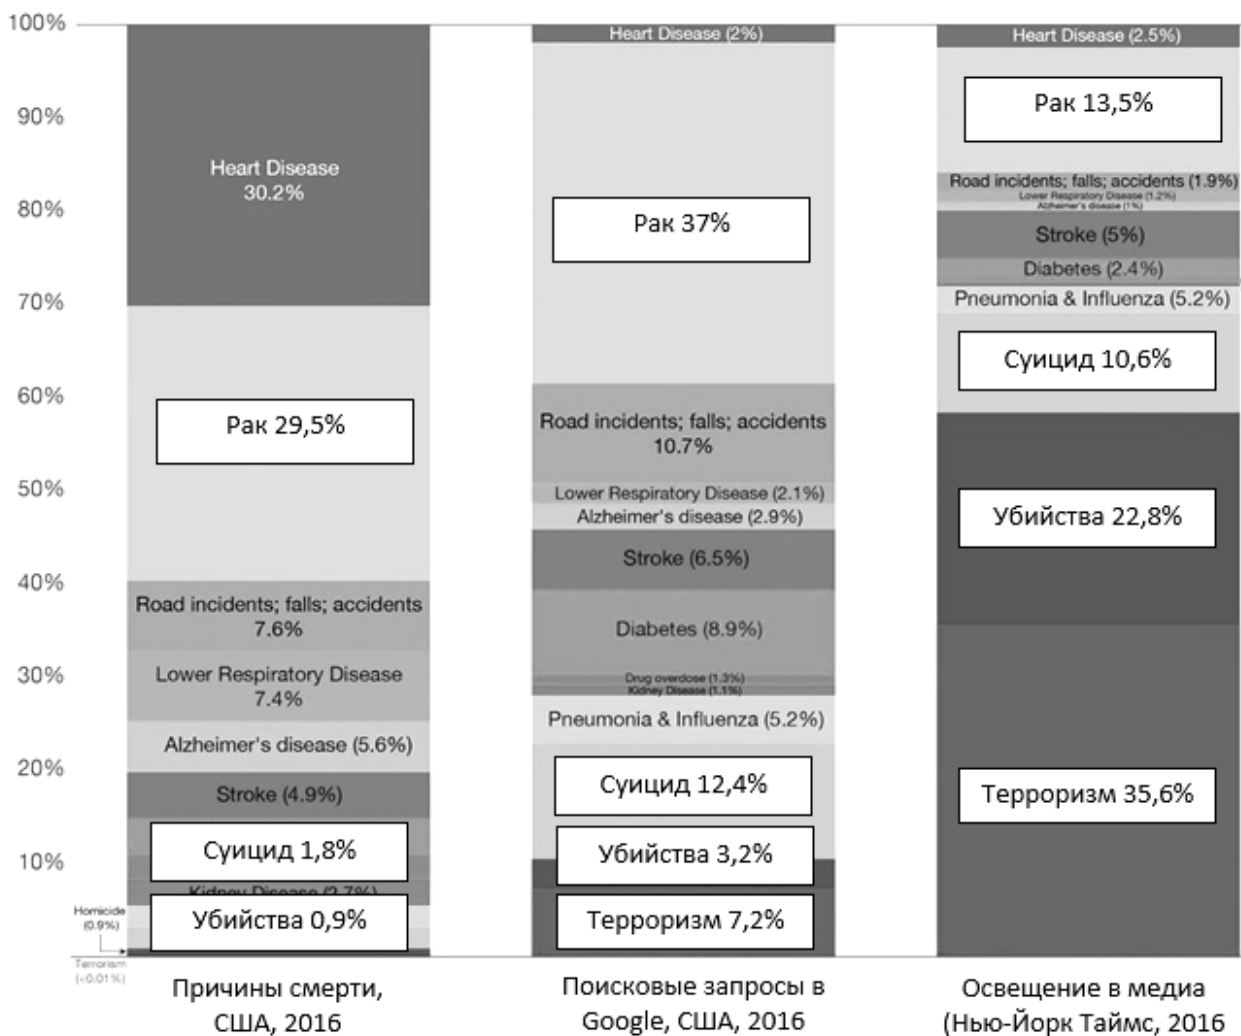 100%
90%
80%
70%
60%
50%
40%
30%
20%
10%
Heart Disease
30.2%
Рак 29,5%
Road incidents; falls; accidents
7.6%
Lower Respiratory Disease
7.4%
Alzheimer's disease (5.6%)
Stroke (4.9%)
Суицид 1,8%
Kidney Disease (2.7%)
Убийства 0,9%
Homicide
(0.9%)
Terrorism
(<0.01%)
Причины смерти,
США, 2016
Heart Disease (2%)
Рак 37%
Road incidents; falls; accidents
10.7%
Lower Respiratory Disease (2.1%)
Alzheimer's disease (2.9%)
Stroke (6.5%)
Diabetes (8.9%)
Drug overdose (1.3%)
Kidney Disease (1.1%)
Pneumonia & Influenza (5.2%)
Суицид 12,4%
Убийства 3,2%
Терроризм 7,2%
Поисковые запросы в
Google, США, 2016
Heart Disease (2.5%)
Рак 13,5%
Road incidents; falls; accidents (1.9%)
Lower Respiratory Disease (1.2%)
Alzheimer's disease (1%)
Stroke (5%)
Diabetes (2.4%)
Pneumonia & Influenza (5.2%)
Суицид 10,6%
Убийства 22,8%
Терроризм 35,6%
Освещение в медиа
(Нью-Йорк Таймс, 2016